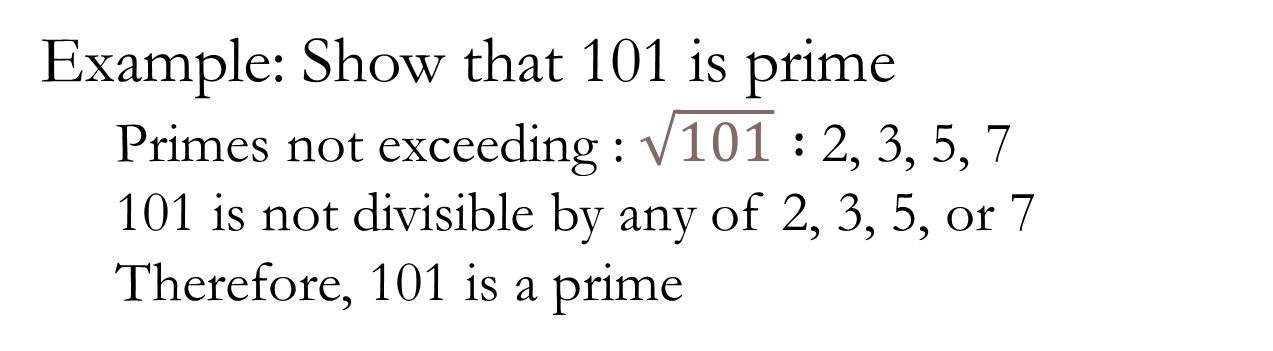 Example: Show that 101 is prime
Primes not exceeding : √101 : 2, 3, 5, 7
101 is not divisible by any of 2, 3, 5, or 7
Therefore, 101 is a prime